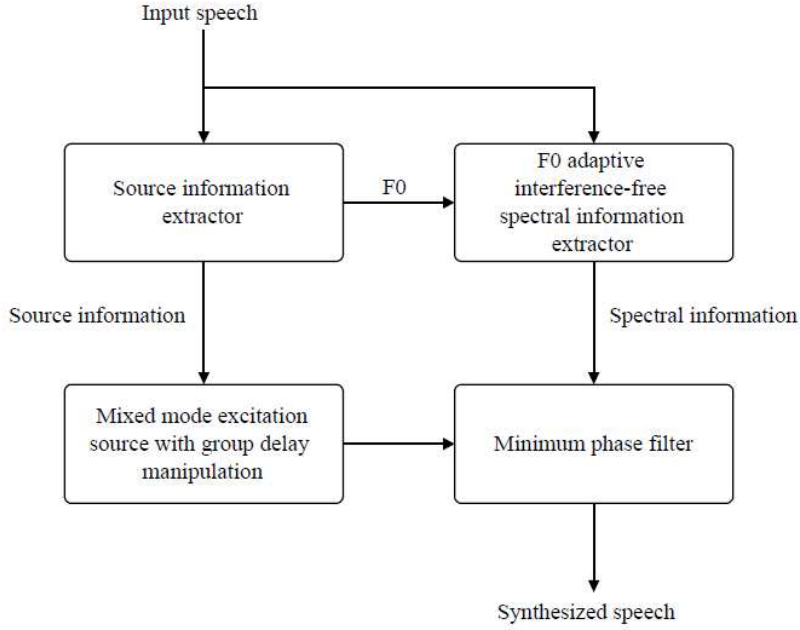 Input speech
Source information
extractor
F0
F0 adaptive
interference-free
spectral information
extractor
Source information
Spectral information
Mixed mode excitation
source with group delay
manipulation
Minimum phase filter
Synthesized speech